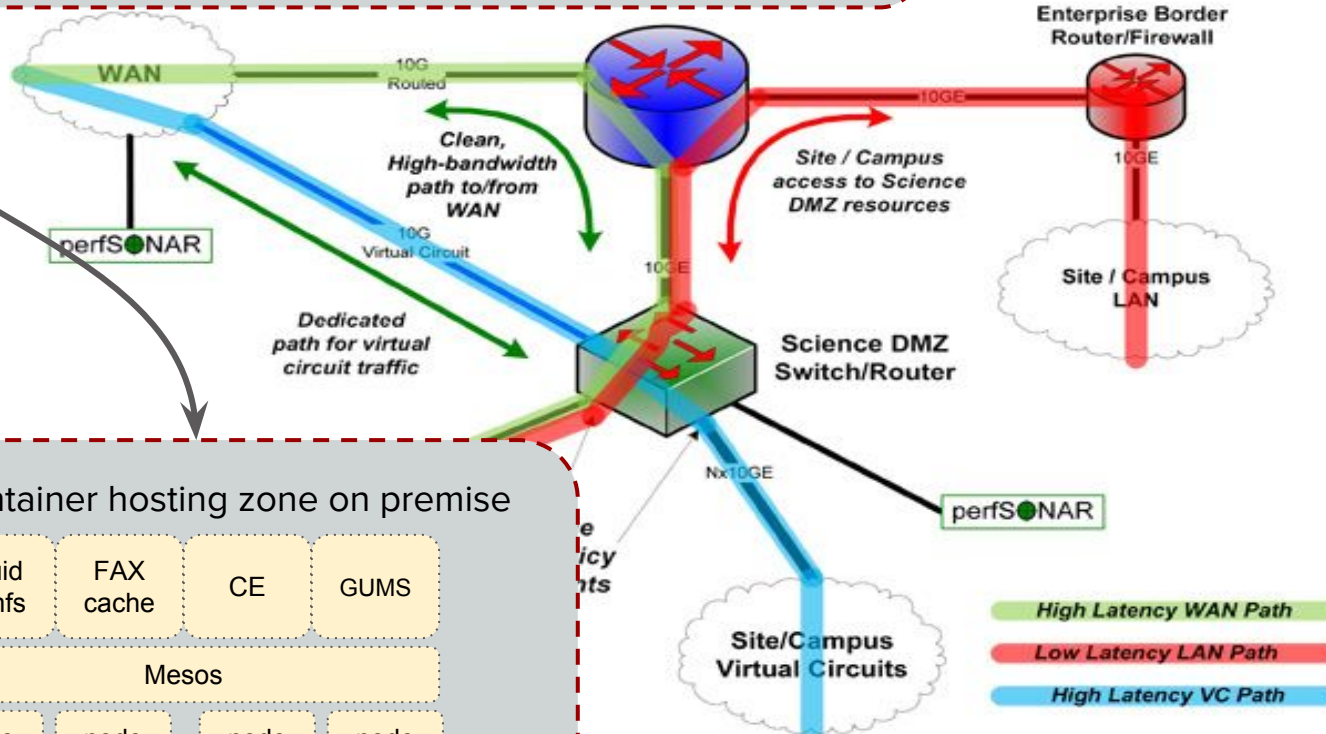 Enterprise Border
Router/Firewall
WAN
10G
Routed
10GE
Clean,
High-bandwidth
path to/from
WAN
Site / Campus
access to Science
DMZ resources
10GE
perfSONAR
10G
Virtual Circuit
10GE
Site / Campus
LAN
Dedicated
path for virtual
circuit traffic
Science DMZ
Switch/Router
Nx10GE
perfSONAR
hosting zone on premise
FAX
cache
CE
GUMS
Mesos
node
node
node
Site/Campus
Virtual Circuits
High Latency WAN Path
Low Latency LAN Path
High Latency VC Path